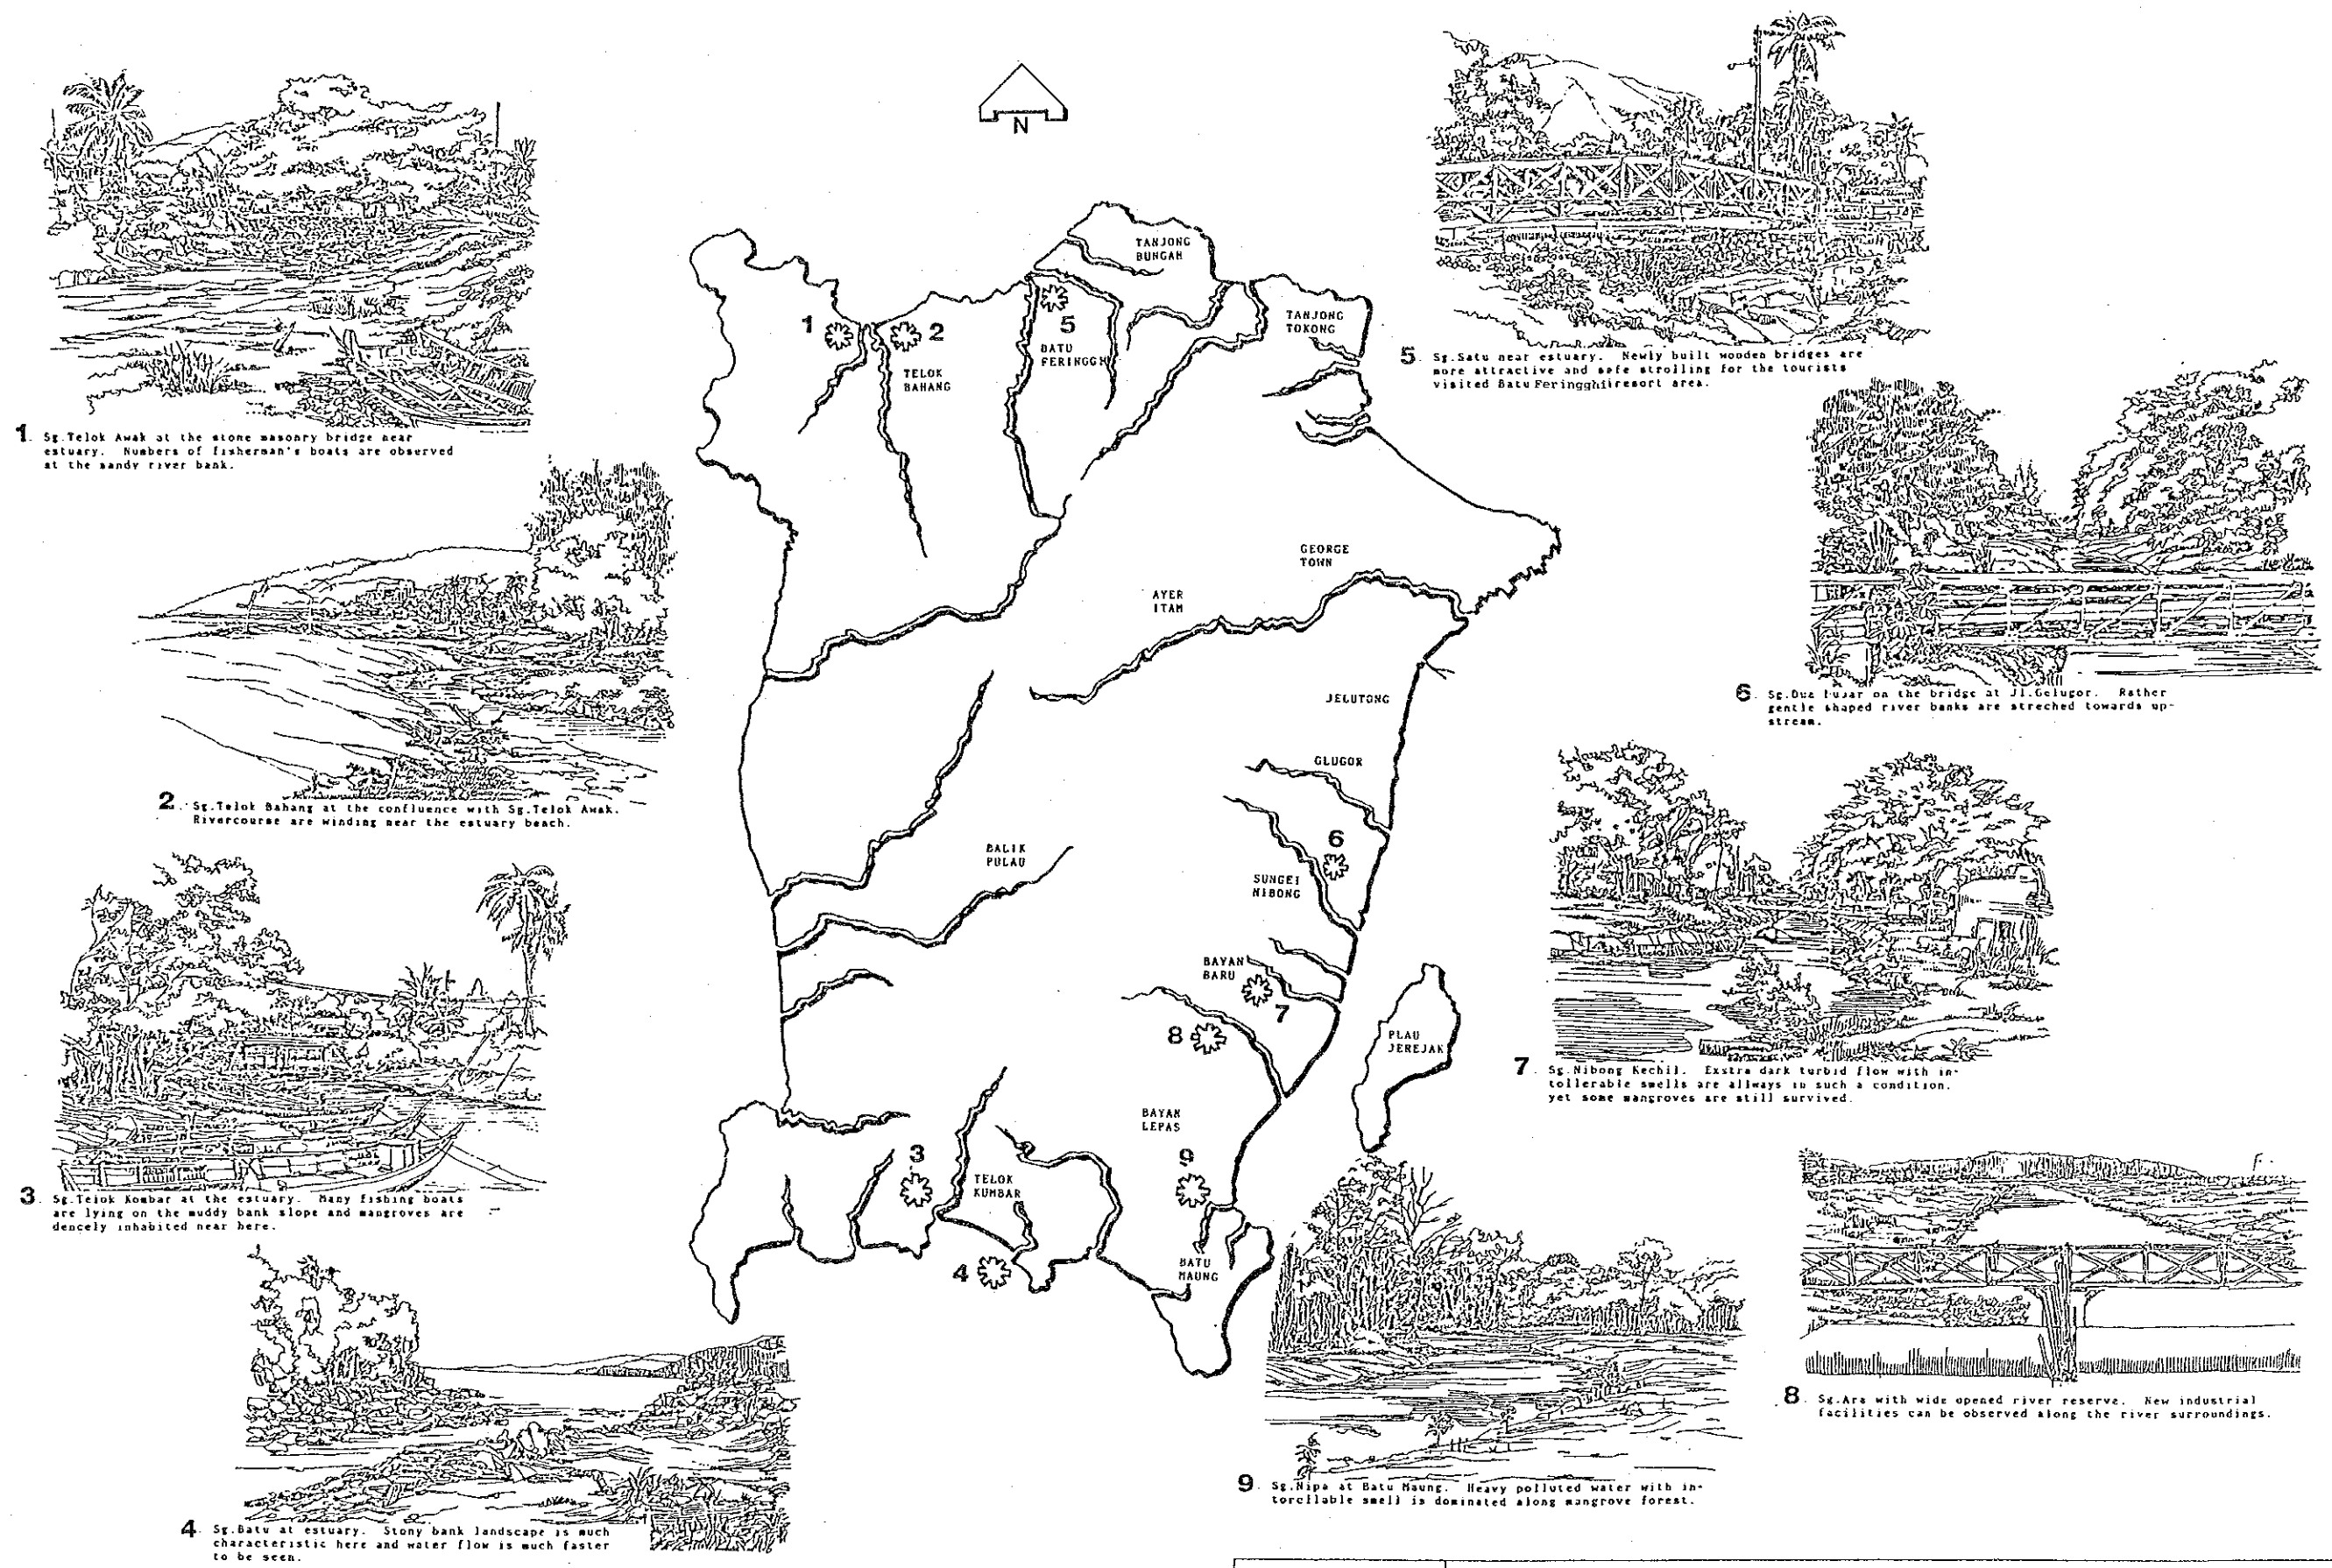 N
TANJONG
BUNGAH
TANJONG
TOKONG
1
2
5
BATU
FERINGGHI
TELOK
BAHANG
GEORGE
TOWN
AYER
ITAM
JELUTONG
GLUGOR
6
SUNGEI
NIBONG
BALIK
PULAU
BAYAN
BARU
7
8
PLAU
JEREJAK
BAYAN
LEPAS
3
TELOK
KUMBAR
9
4
BATU
MAUNG
1. Sg.Telok Awak at the stone masonry bridge near
estuary. Numbers of fisherman's boats are observed
at the sandy river bank.
2. Sg.Telok Bahang at the confluence with Sg.Telok Awak.
Rivercourse are winding near the estuary beach.
3. Sg.Telok Kombar at the estuary. Many fishing boats
are lying on the muddy bank slope and mangroves are
dencely inhabited near here.
4. Sg.Batu at estuary. Stony bank landscape is much
characteristic here and water flow is much faster
to be seen.
5. Sg.Satu near estuary. Newly built wooden bridges are
more attractive and safe strolling for the tourists
visited Batu Feringghi resort area.
6. Sg.Dua on the bridge at Jl.Gelugor. Rather
gentle shaped river banks are streched towards up-
stream.
7. Sg.Nibong Kechil. Exstra dark turbid flow with in-
tollerable smells are allways in such a condition.
yet some mangroves are still survived.
8. Sg.Ara with wide opened river reserve. New industrial
facilities can be observed along the river surroundings.
9. Sg.Nipa at Batu Maung. Heavy polluted water with in-
torellable smell is dominated along mangrove forest.